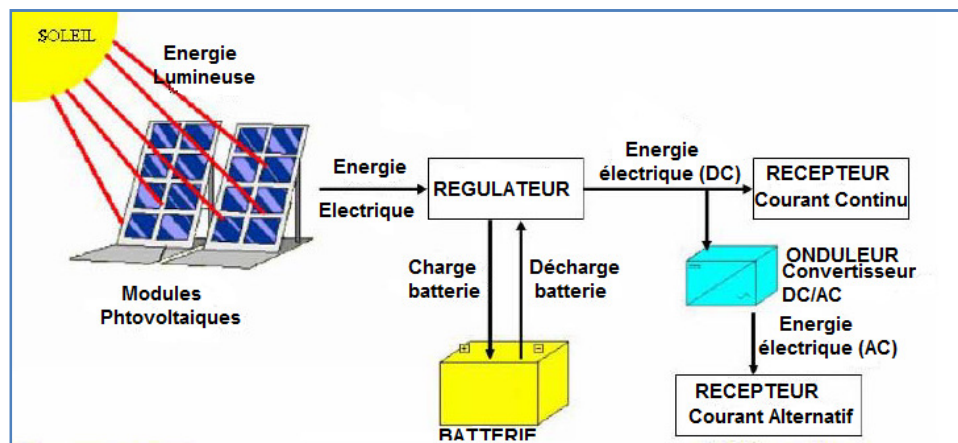 SOLEIL
Energie
Lumineuse
Modules
Phtovoltaiques
Energie
Electrique
REGULATEUR
Charge
batterie
Décharge
batterie
+
−
BATTERIE
Energie
électrique (DC)
RECEPTEUR
Courant Continu
ONDULEUR
Convertisseur
DC/AC
Energie
électrique (AC)
RECEPTEUR
Courant Alternatif